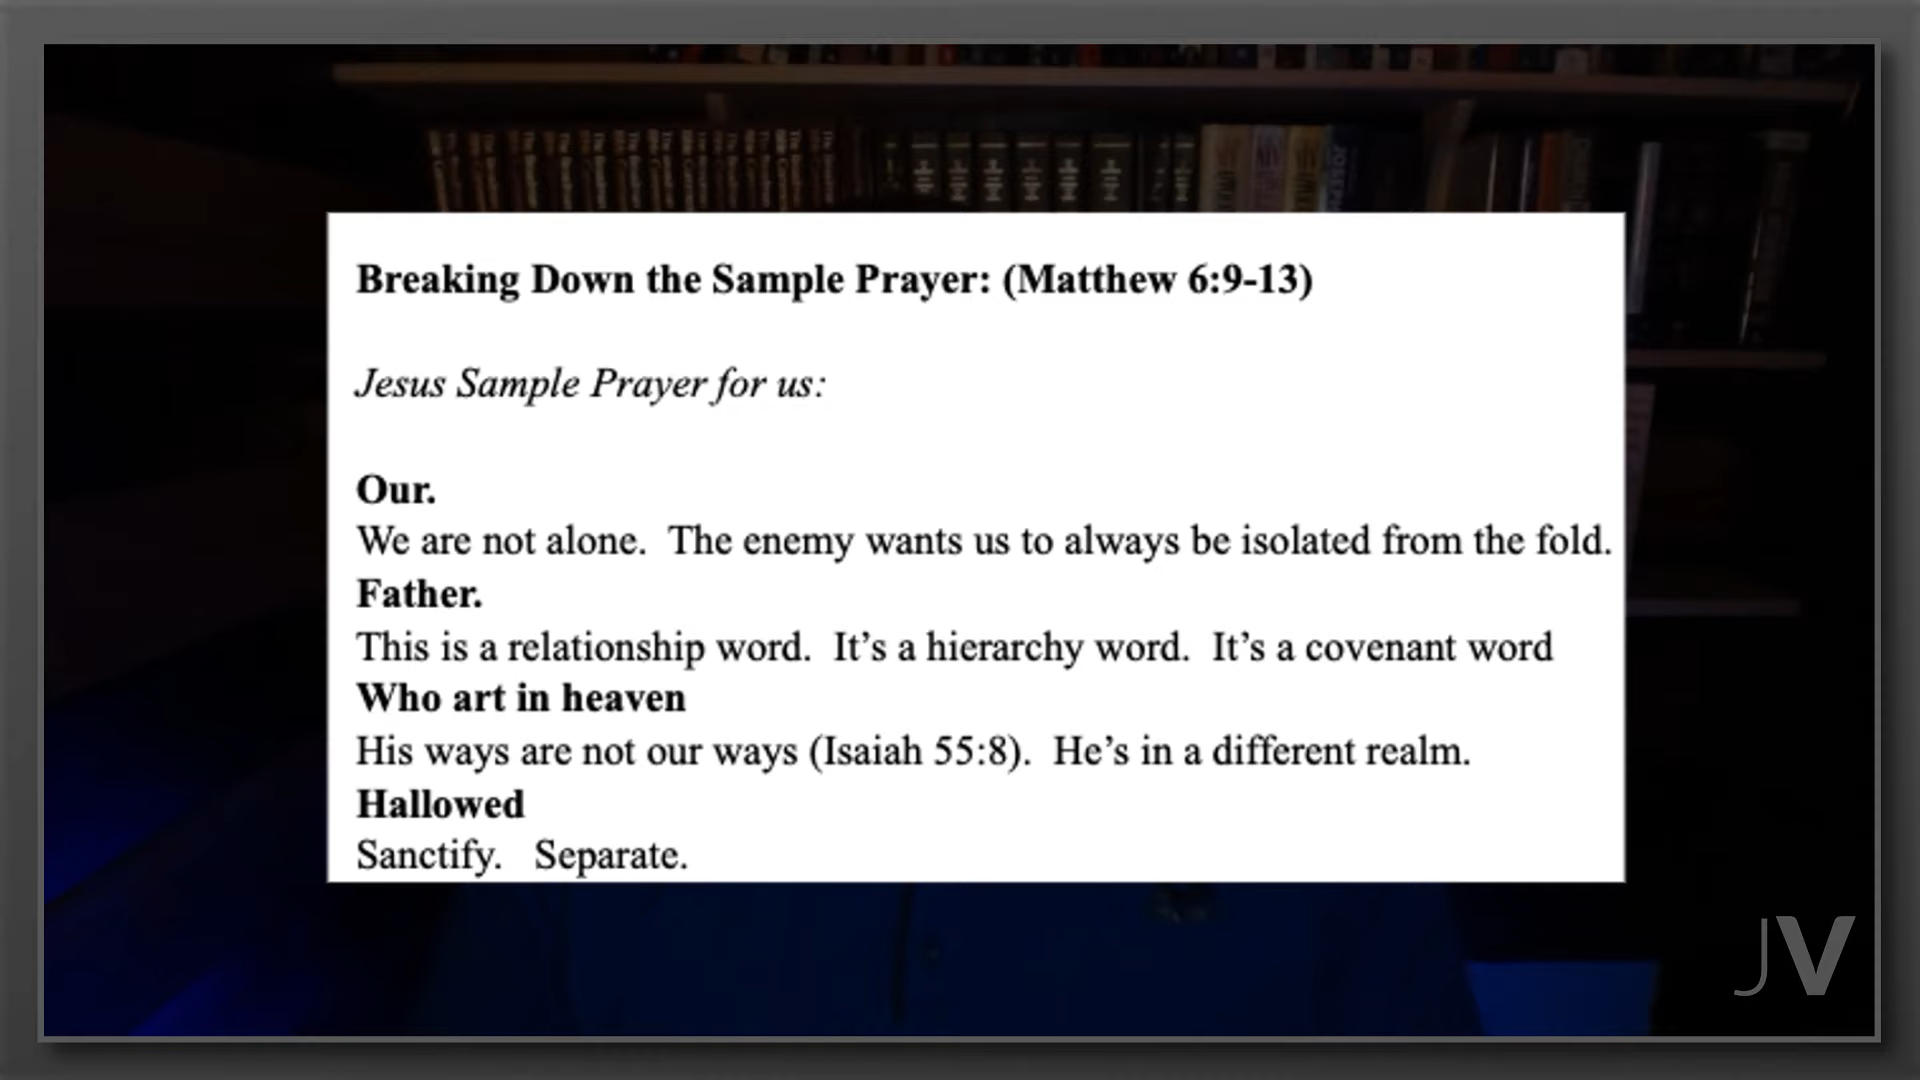 Breaking Down the Sample Prayer: (Matthew 6:9-13)
Jesus Sample Prayer for us:
Our.
We are not alone.  The enemy wants us to always be isolated from the fold.
Father.
This is a relationship word.  It’s a hierarchy word.  It’s a covenant word
Who art in heaven
His ways are not our ways (Isaiah 55:8).  He’s in a different realm.
Hallowed
Sanctify.   Separate.
JV